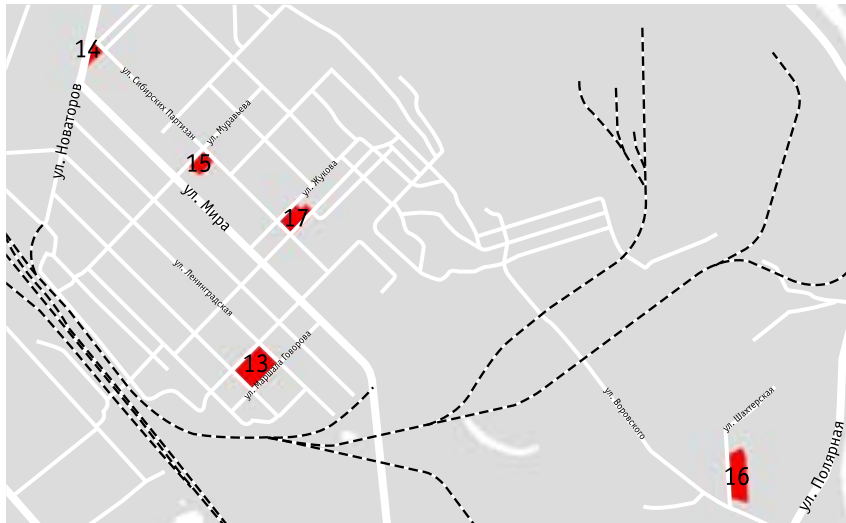 14
ул. Сибирских Партизан
ул. Муравьева
ул. Новаторов
15
ул. Жукова
ул. Мира
17
ул. Ленинградская
13
ул. Маршала Говорова
ул. Воровского
ул. Шахтерская
ул. Полярная
16